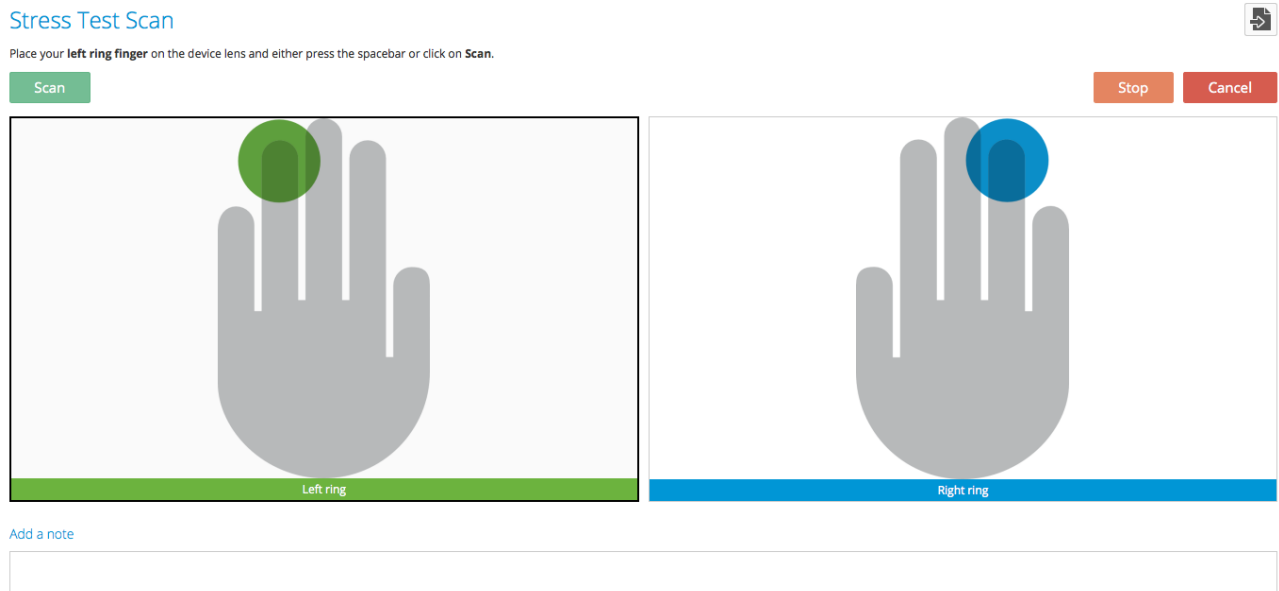 Stress Test Scan
Place your left ring finger on the device lens and either press the spacebar or click on Scan.
Scan
Stop
Cancel
Left ring
Right ring
Add a note